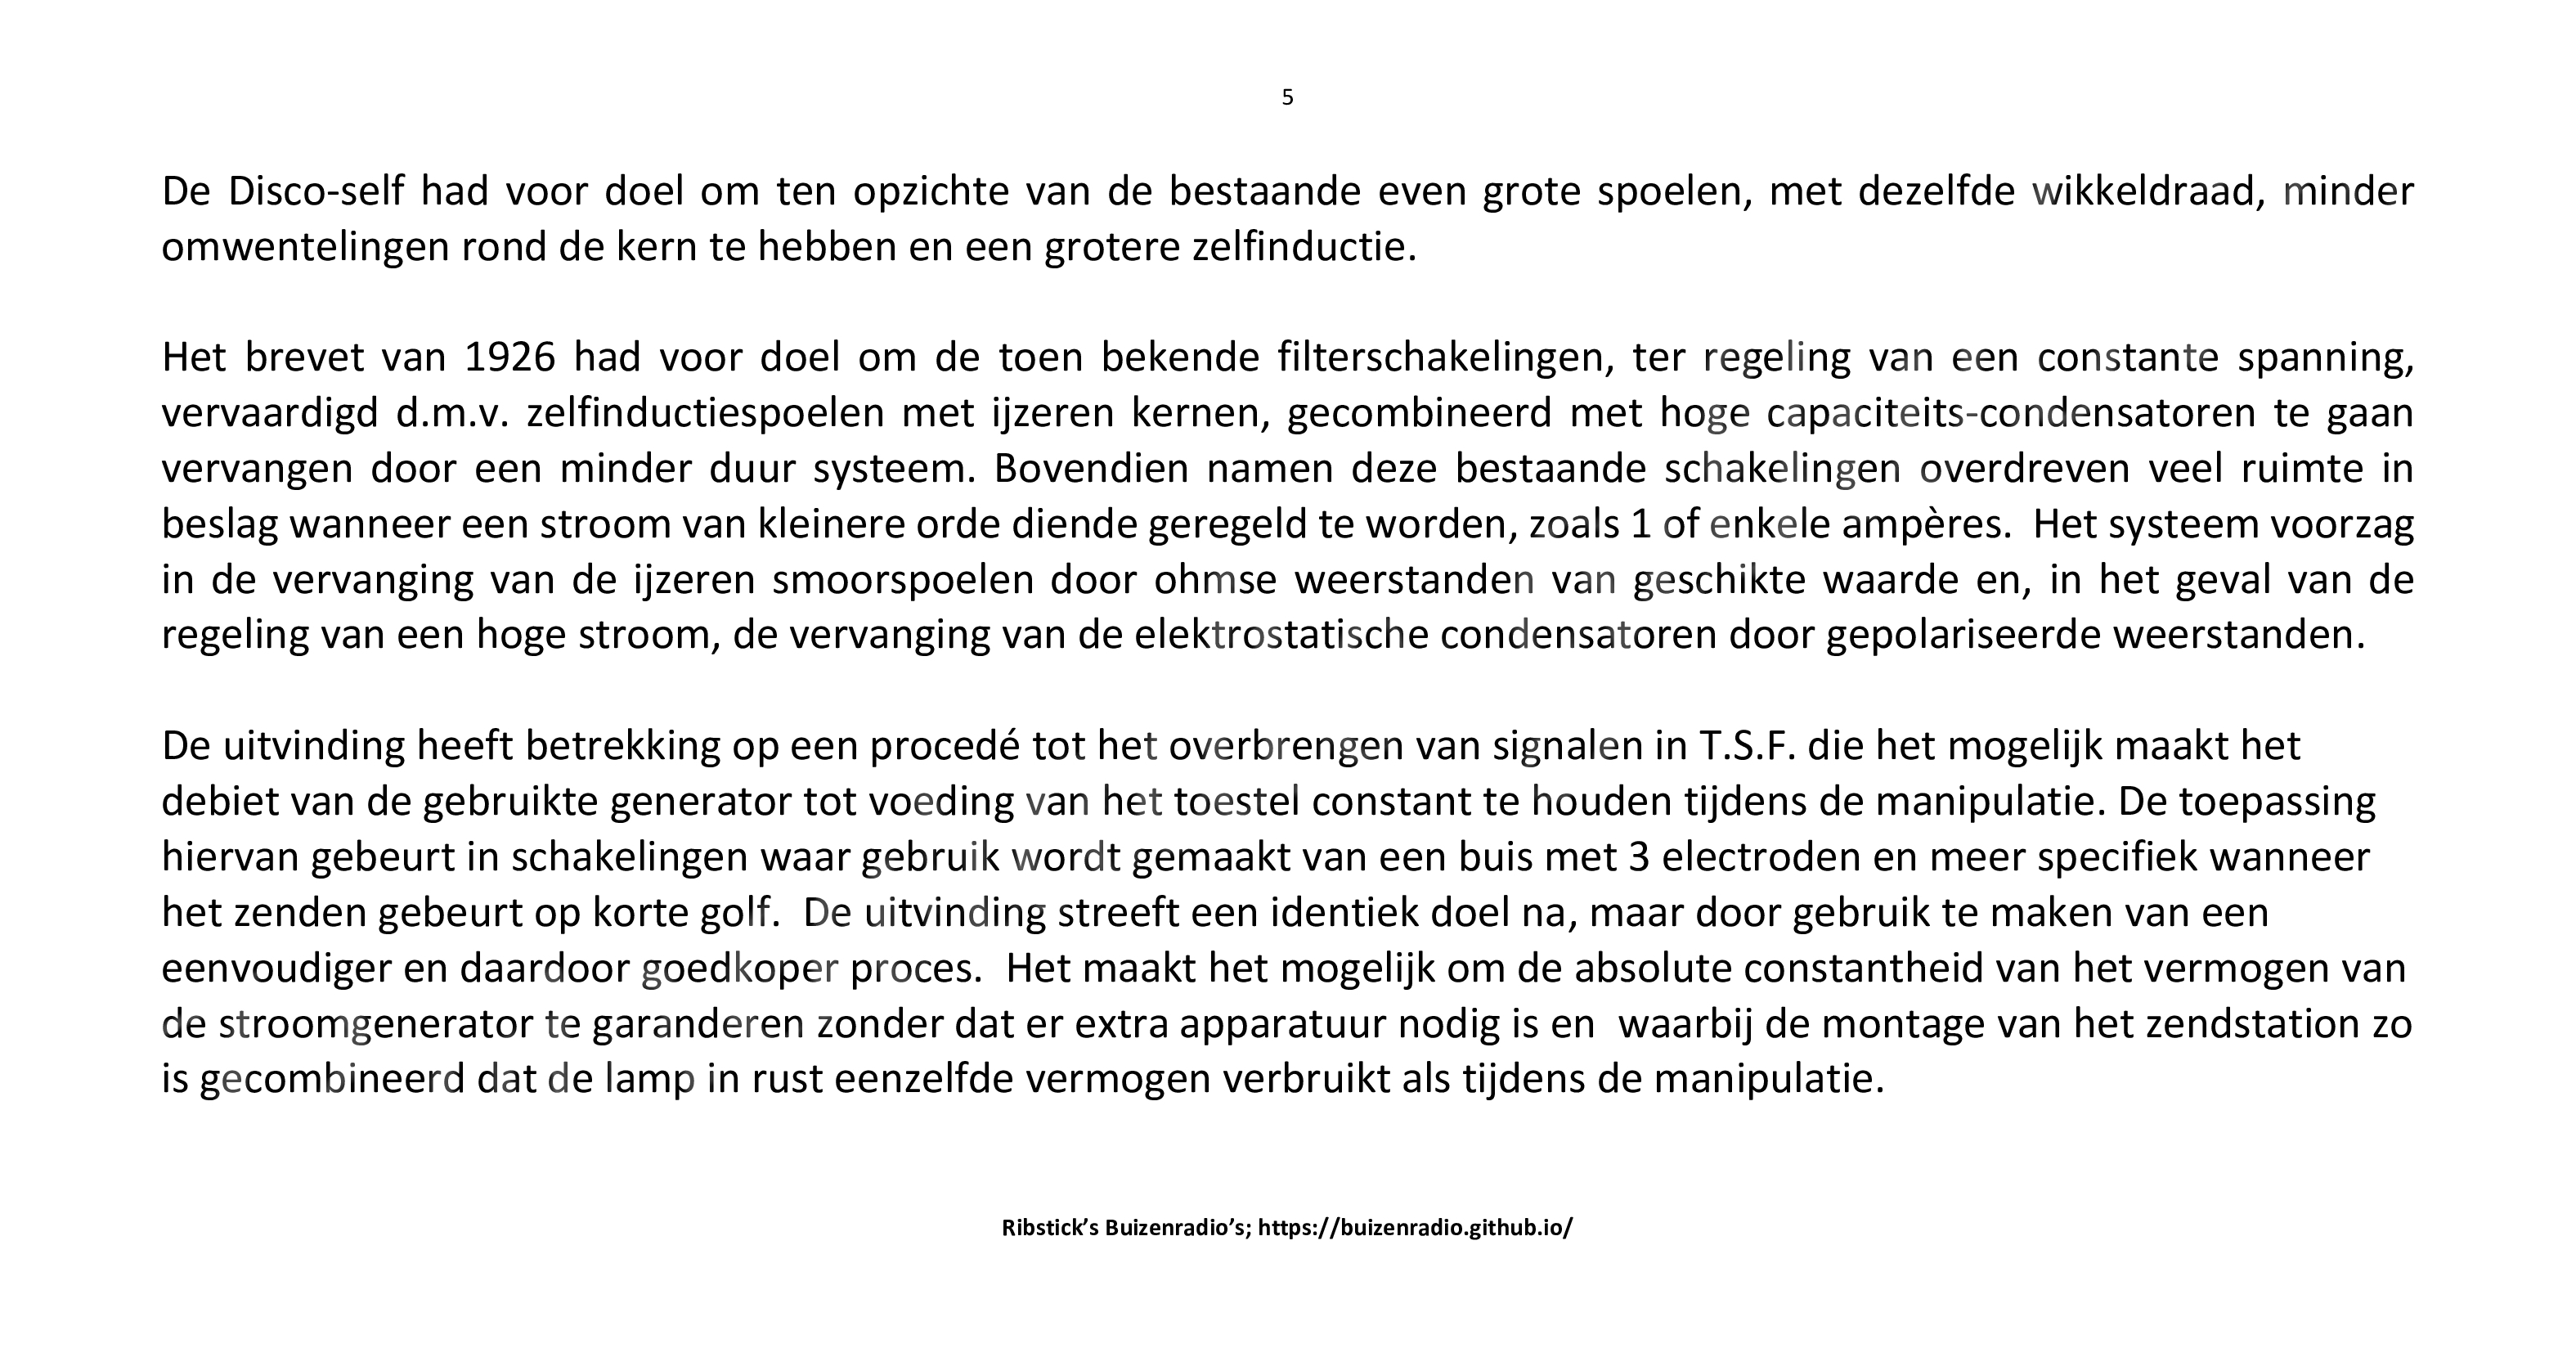 5
De Disco-self had voor doel om ten opzichte van de bestaande even grote spoelen, met dezelfde wikkeldraad, minder
omwentelingen rond de kern te hebben en een grotere zelfinductie.
Het brevet van 1926 had voor doel om de toen bekende filterschakelingen, ter regeling van een constante spanning,
vervaardigd d.m.v. zelfinductiespoelen met ijzeren kernen, gecombineerd met hoge capaciteits-condensatoren te gaan
vervangen door een minder duur systeem. Bovendien namen deze bestaande schakelingen overdreven veel ruimte in
beslag wanneer een stroom van kleinere orde diende geregeld te worden, zoals 1 of enkele ampères.  Het systeem voorzag
in de vervanging van de ijzeren smoorspoelen door ohmse weerstanden van geschikte waarde en, in het geval van de
regeling van een hoge stroom, de vervanging van de elektrostatische condensatoren door gepolariseerde weerstanden.
De uitvinding heeft betrekking op een procedé tot het overbrengen van signalen in T.S.F. die het mogelijk maakt het
debiet van de gebruikte generator tot voeding van het toestel constant te houden tijdens de manipulatie. De toepassing
hiervan gebeurt in schakelingen waar gebruik wordt gemaakt van een buis met 3 electroden en meer specifiek wanneer
het zenden gebeurt op korte golf.  De uitvinding streeft een identiek doel na, maar door gebruik te maken van een
eenvoudiger en daardoor goedkoper proces.  Het maakt het mogelijk om de absolute constantheid van het vermogen van
de stroomgenerator te garanderen zonder dat er extra apparatuur nodig is en  waarbij de montage van het zendstation zo
is gecombineerd dat de lamp in rust eenzelfde vermogen verbruikt als tijdens de manipulatie.
Ribstick’s Buizenradio’s; https://buizenradio.github.io/